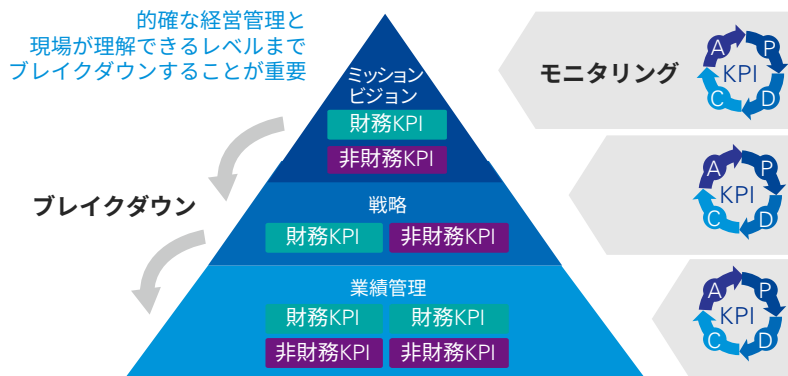 的確な経営管理と
現場が理解できるレベルまで
ブレイクダウンすることが重要
ミッション
ビジョン
財務KPI
非財務KPI
モニタリング
A P
KPI
C D
ブレイクダウン
戦略
財務KPI 非財務KPI
A P
KPI
C D
業績管理
財務KPI 財務KPI
非財務KPI 非財務KPI
A P
KPI
C D